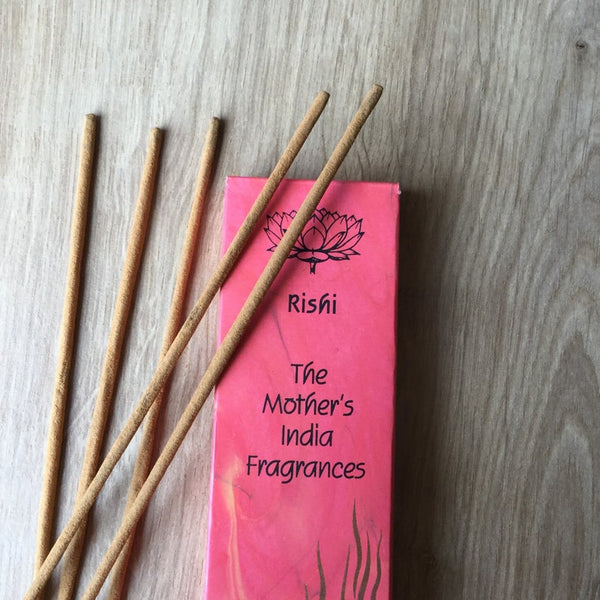 Rishi
The
Mother's
India
Fragrances